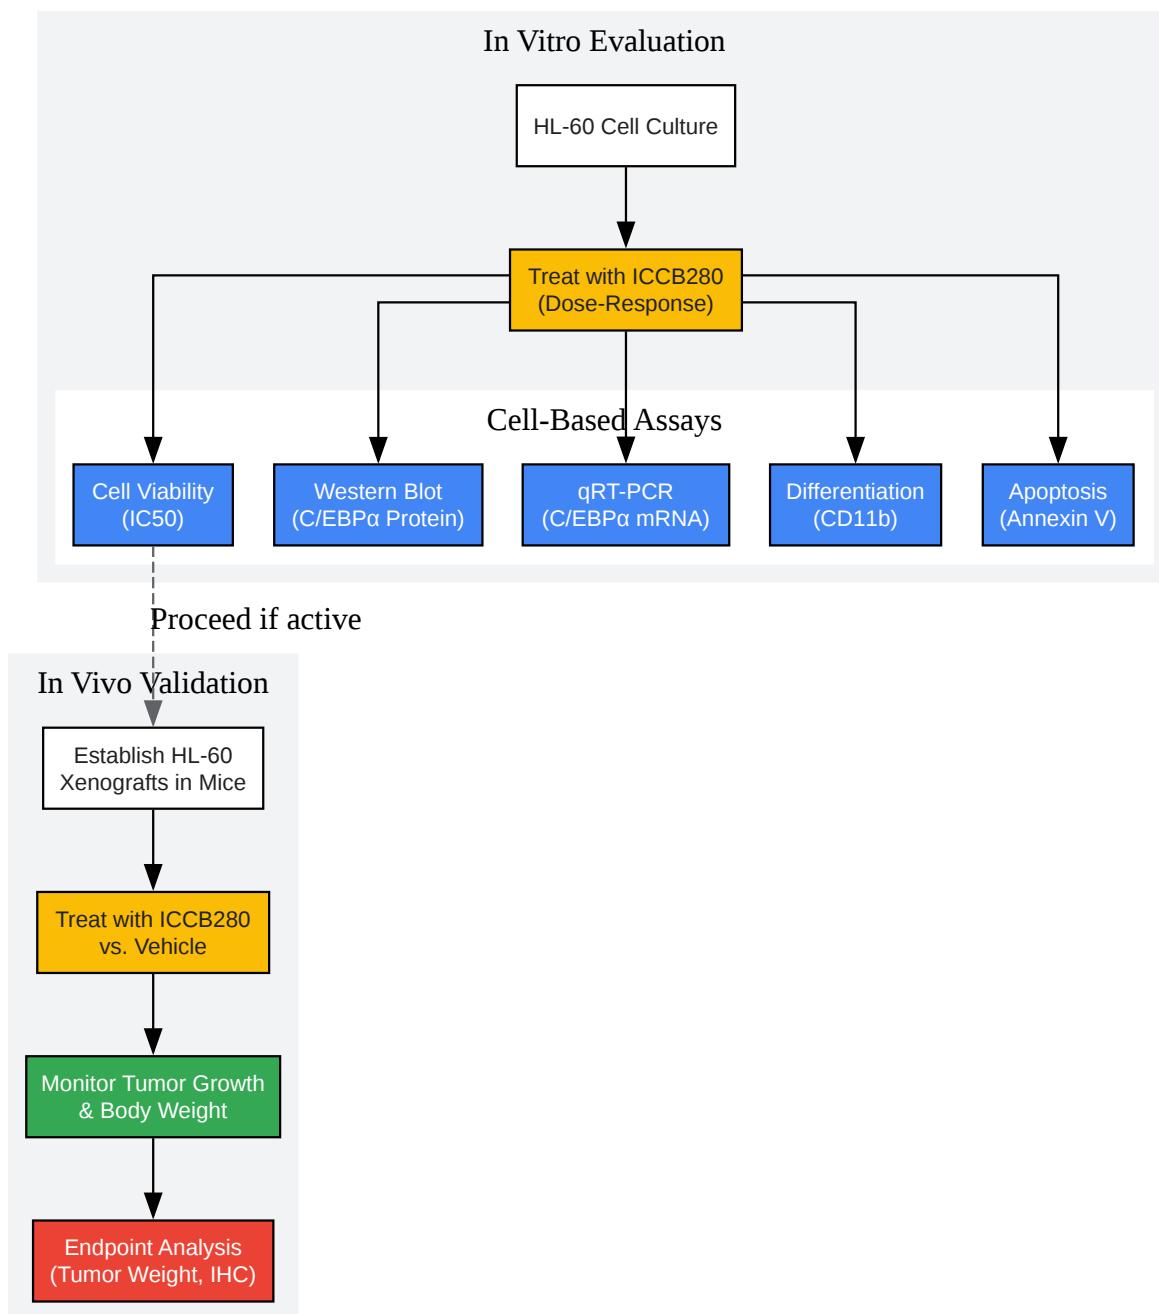 In Vitro Evaluation
HL-60 Cell Culture
Treat with ICCB280
(Dose-Response)
Cell-Based Assays
Cell Viability
(IC50)
Western Blot
(C/EBPα Protein)
qRT-PCR
(C/EBPα mRNA)
Differentiation
(CD11b)
Apoptosis
(Annexin V)
Proceed if active
In Vivo Validation
Establish HL-60
Xenografts in Mice
Treat with ICCB280
vs. Vehicle
Monitor Tumor Growth
& Body Weight
Endpoint Analysis
(Tumor Weight, IHC)